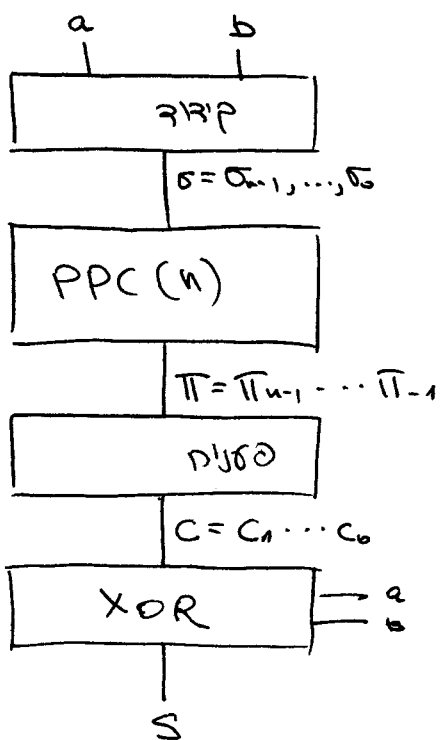 a b
קידוד
σ = σₙ₋₁, ..., σ₀
PPC (n)
π = πₙ₋₁ ... π₋₁
פענוח
C = Cₙ ... C₀
XOR a
b
S